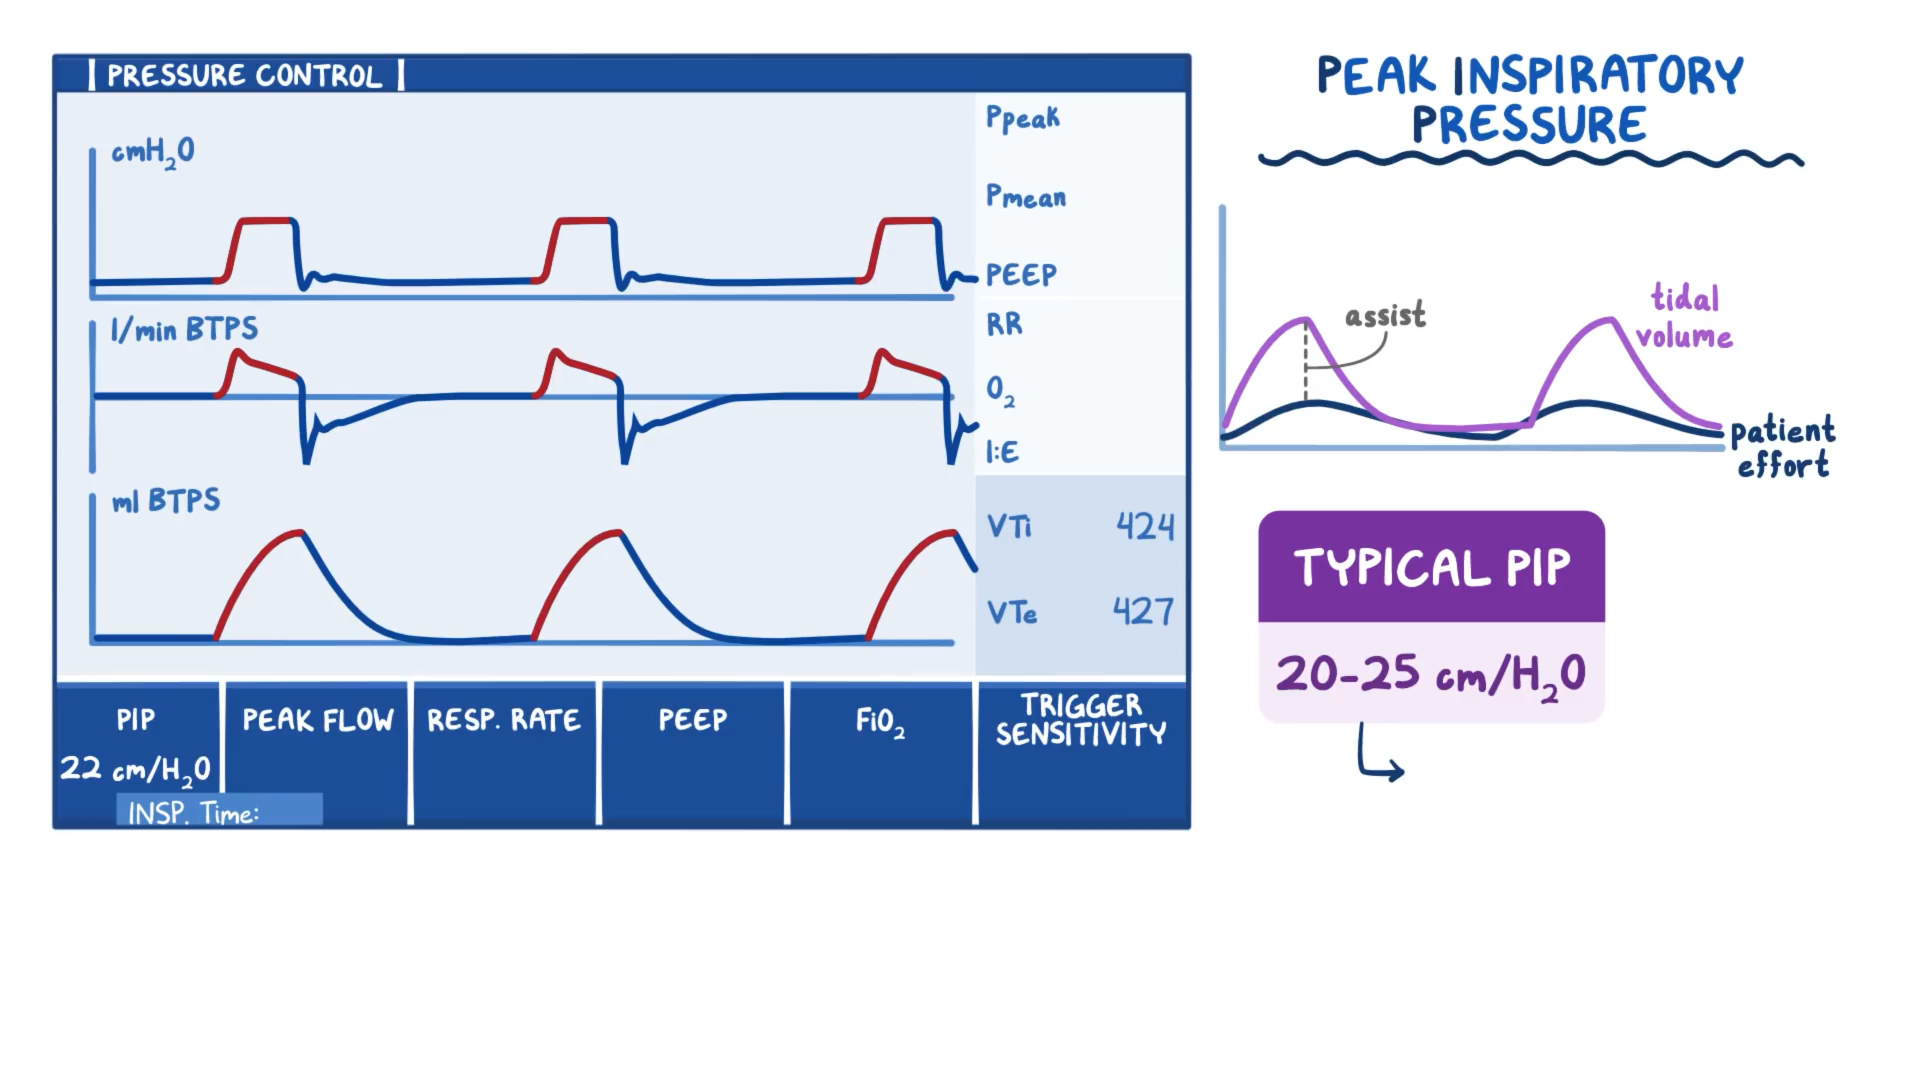 | PRESSURE CONTROL |
cmH₂O
l/min BTPS
ml BTPS
Ppeak
Pmean
PEEP
RR
O₂
I:E
VTi 424
VTe 427
PIP
22 cm/H₂O
INSP. Time:
PEAK FLOW
RESP. RATE
PEEP
FiO₂
TRIGGER
SENSITIVITY
PEAK INSPIRATORY
PRESSURE
assist
tidal
volume
patient
effort
TYPICAL PIP
20-25 cm/H₂O